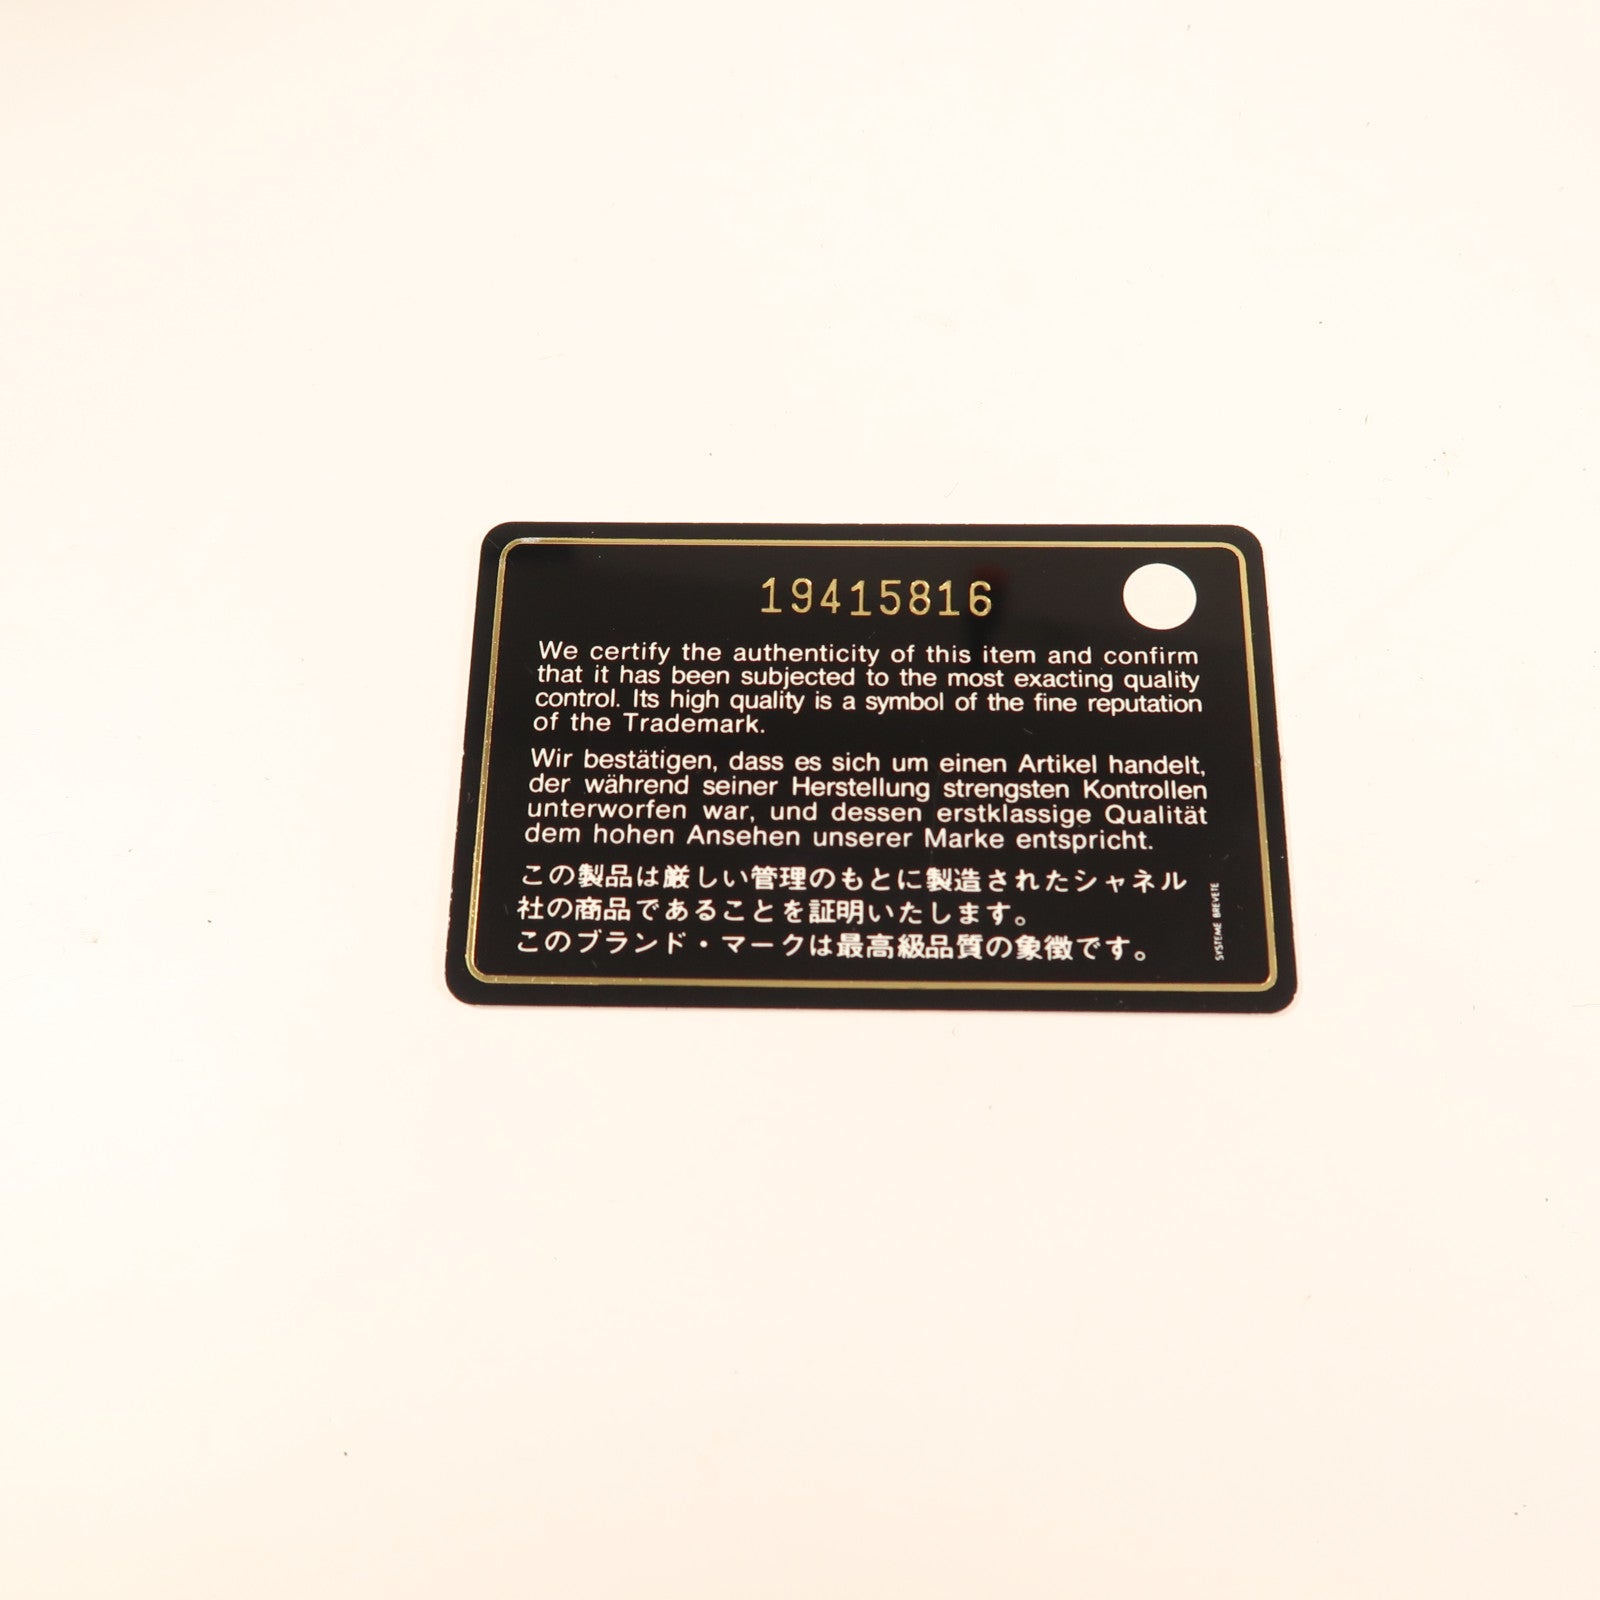 19415816
We certify the authenticity of this item and confirm
that it has been subjected to the most exacting quality
control. Its high quality is a symbol of the fine reputation
of the Trademark.
Wir bestätigen, dass es sich um einen Artikel handelt,
der während seiner Herstellung strengsten Kontrollen
unterworfen war, und dessen erstklassige Qualität
dem hohen Ansehen unserer Marke entspricht.
この製品は厳しい管理のもとに製造されたシャネル
社の商品であることを証明いたします。
このブランド・マークは最高級品質の象徴です。
SYSTEME BREVETE